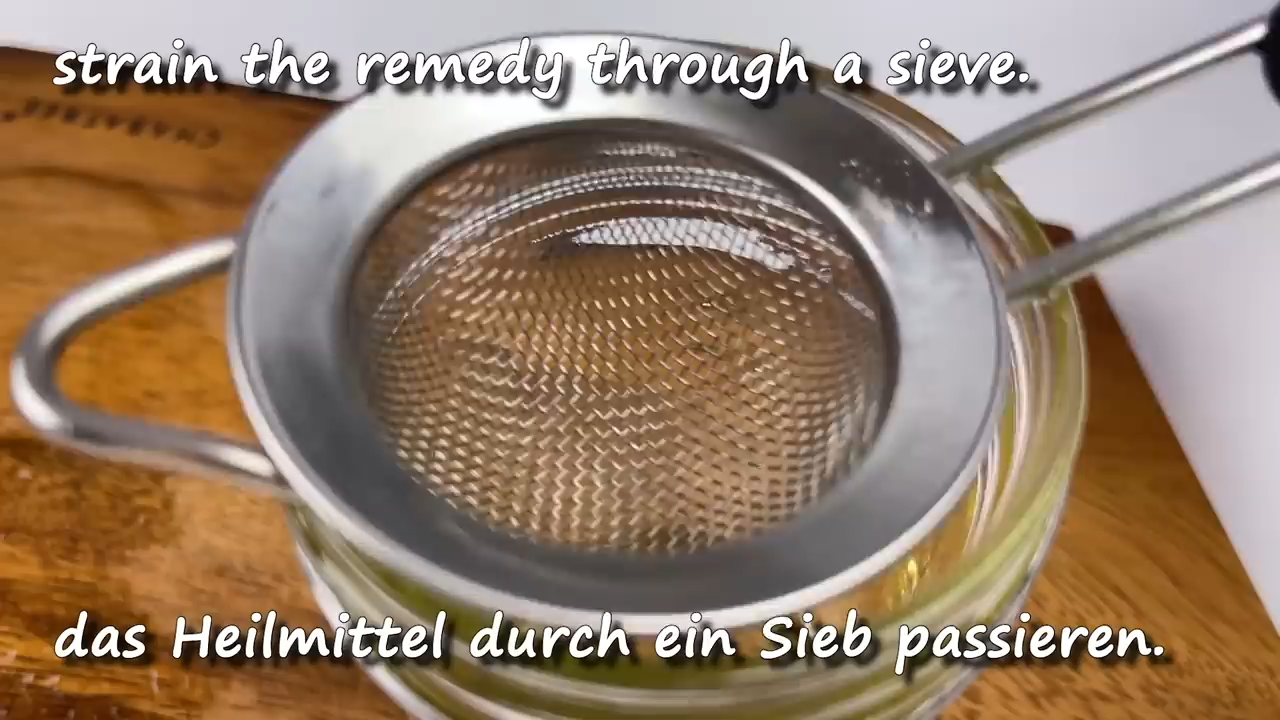 strain the remedy through a sieve.
das Heilmittel durch ein Sieb passieren.